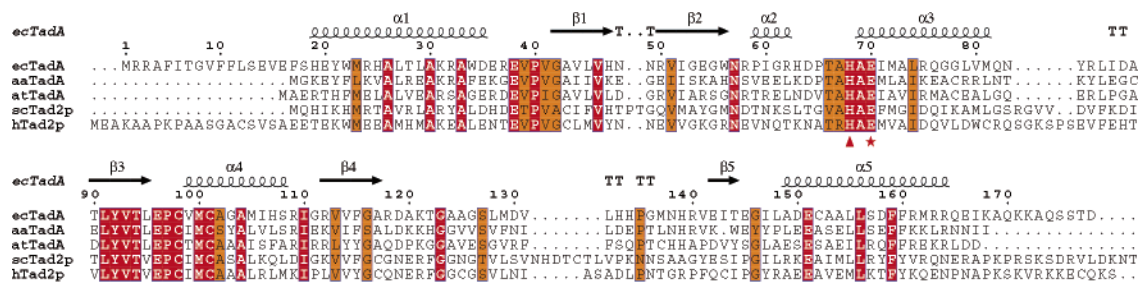 α1 β1 β2 α2 α3
ecTadA T..T TT
1 10 20 30 40 50 60 70 80
ecTadA ...MRRAFITGVFFLSEVEFSHEYWMRHALTLAKRAWDEREVPVGAVLVHN..NRVIGEGWNRPIGRHDPTAHAEIMALRQGGLVMQN....YRLIDA
aaTadA ...................MGKEYFLKVALREAKRAFEKGEVPVGAIIVKE..GEIISKAHNSVEELKDPTAHAEMLAIKEACRRLNT....KYLEGC
atTadA ..................MAERTHFMELALVEARSAGERDEVPIGAVLVLD..GRVIARSGNRTRELNDVTAHAEIAVIRMACEALGQ....ERLPGA
scTad2p ...................MQHIKHMRTAVRLARYALDHDETPVACIFVHTPTGQVMAYGMNDTNKSLTGVAHAEFMGIDQIKAMLGSRGVV..DVFKDI
hTad2p MEAKAAPKPAASGACSVSAEETEKWMEEAMHMAKEALENTEVPVGCLMVYN..NEVVGKGRNEVNQTKNATRHAEMVAIDQVLDWCRQSGKSPSEVFEHT
β3 α4 β4 β5 α5
ecTadA TT TT
90 100 110 120 130 140 150 160 170
ecTadA TLYVTLEPCVMCAGAMIHSRIGRVVFGARDAKTGAAGSLMDV.......LHHPGMNHRVEITEGILADECAALLSDFFRMRRQEIKAQKKAQSSTD...
aaTadA DLYVTLEPCIMCSYALVLSRIEKVIFSALDKKHGGVVSVFNI.......LDEPTLNHRVK.WEYYPLEEASELLSEFFKKLRNNII............
atTadA DLYVTLEPCTMCAAAISFARIRRLYYGAQDPKGGAVESGVRF.......FSQPTCHHAPDVYSGLAESESAEILRQFFREKRLDD.............
scTad2p VLYVTVEPCIMCASALKQLDIGKVVFGCGNERFGGNGTVLSVNHDTCTLVPKNNSAAGYESIPGILRKEAIMLLRYFYVRQNERAPKPRSKSDRVLDKNT
hTad2p VLYVTVEPCIMCAAALRLMKIPLVVYGCQNERFGGCGSVLNI.....ASADLPNTGRPFQCIPGYRAEEAVEMLKTFYKQENPNAPKSKVRKKECQKS..